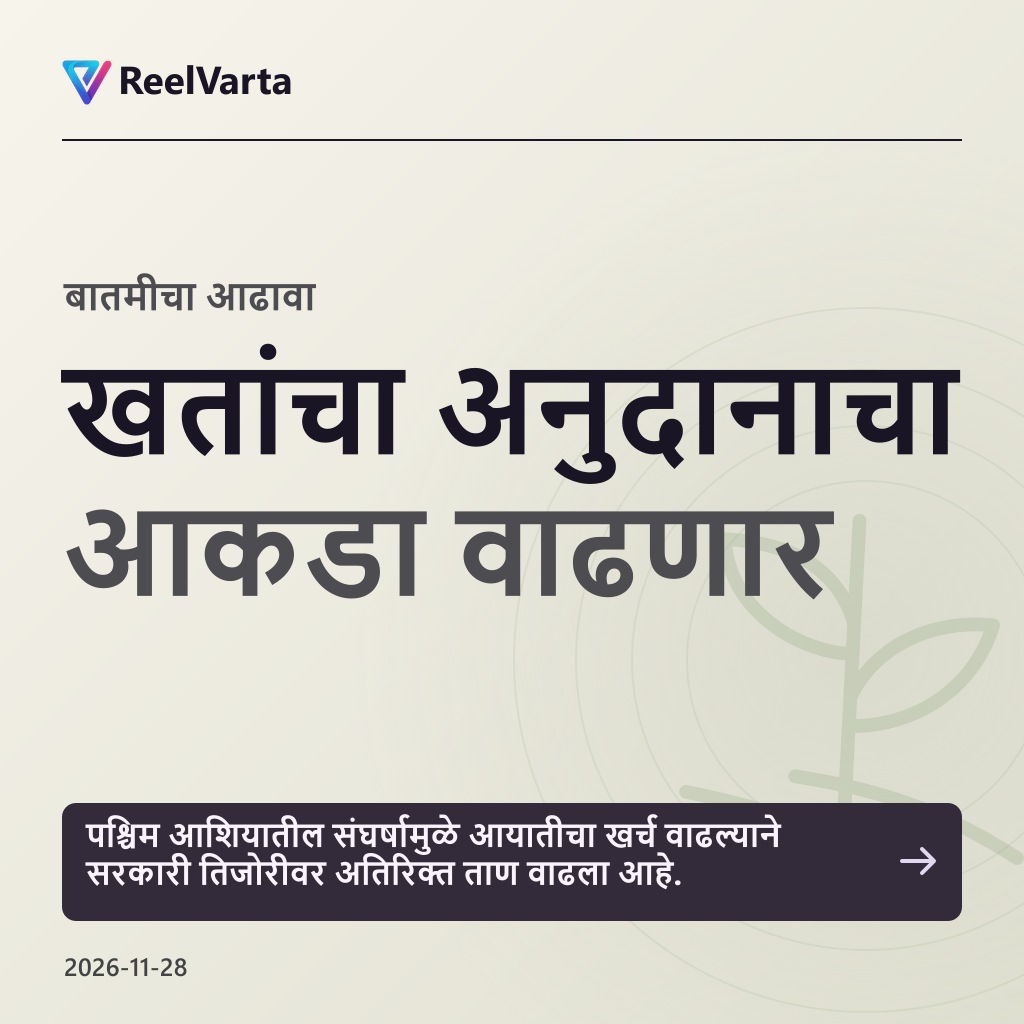 ReelVarta
बातमीचा आढावा
खतांचा अनुदानाचा
आकडा वाढणार
पश्चिम आशियातील संघर्षामुळे आयातीचा खर्च वाढल्याने
सरकारी तिजोरीवर अतिरिक्त ताण वाढला आहे.
2026-11-28